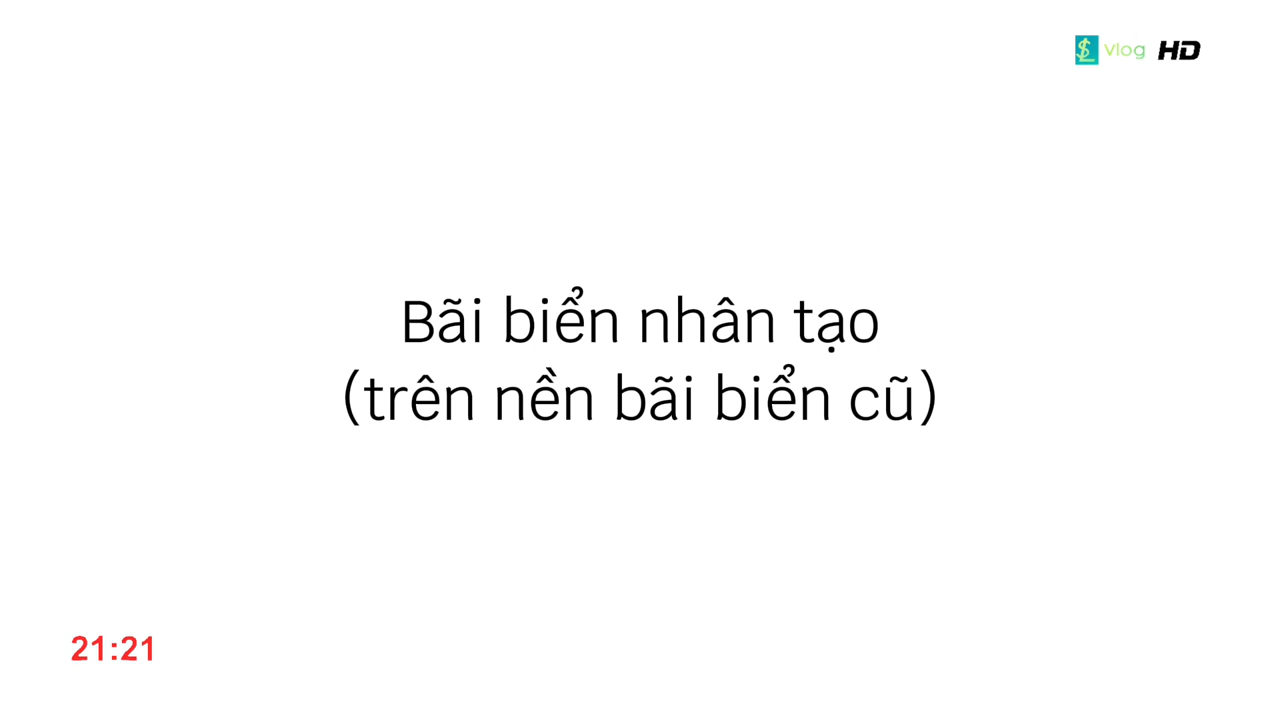 Vlog HD
Bãi biển nhân tạo
(trên nền bãi biển cũ)
21:21